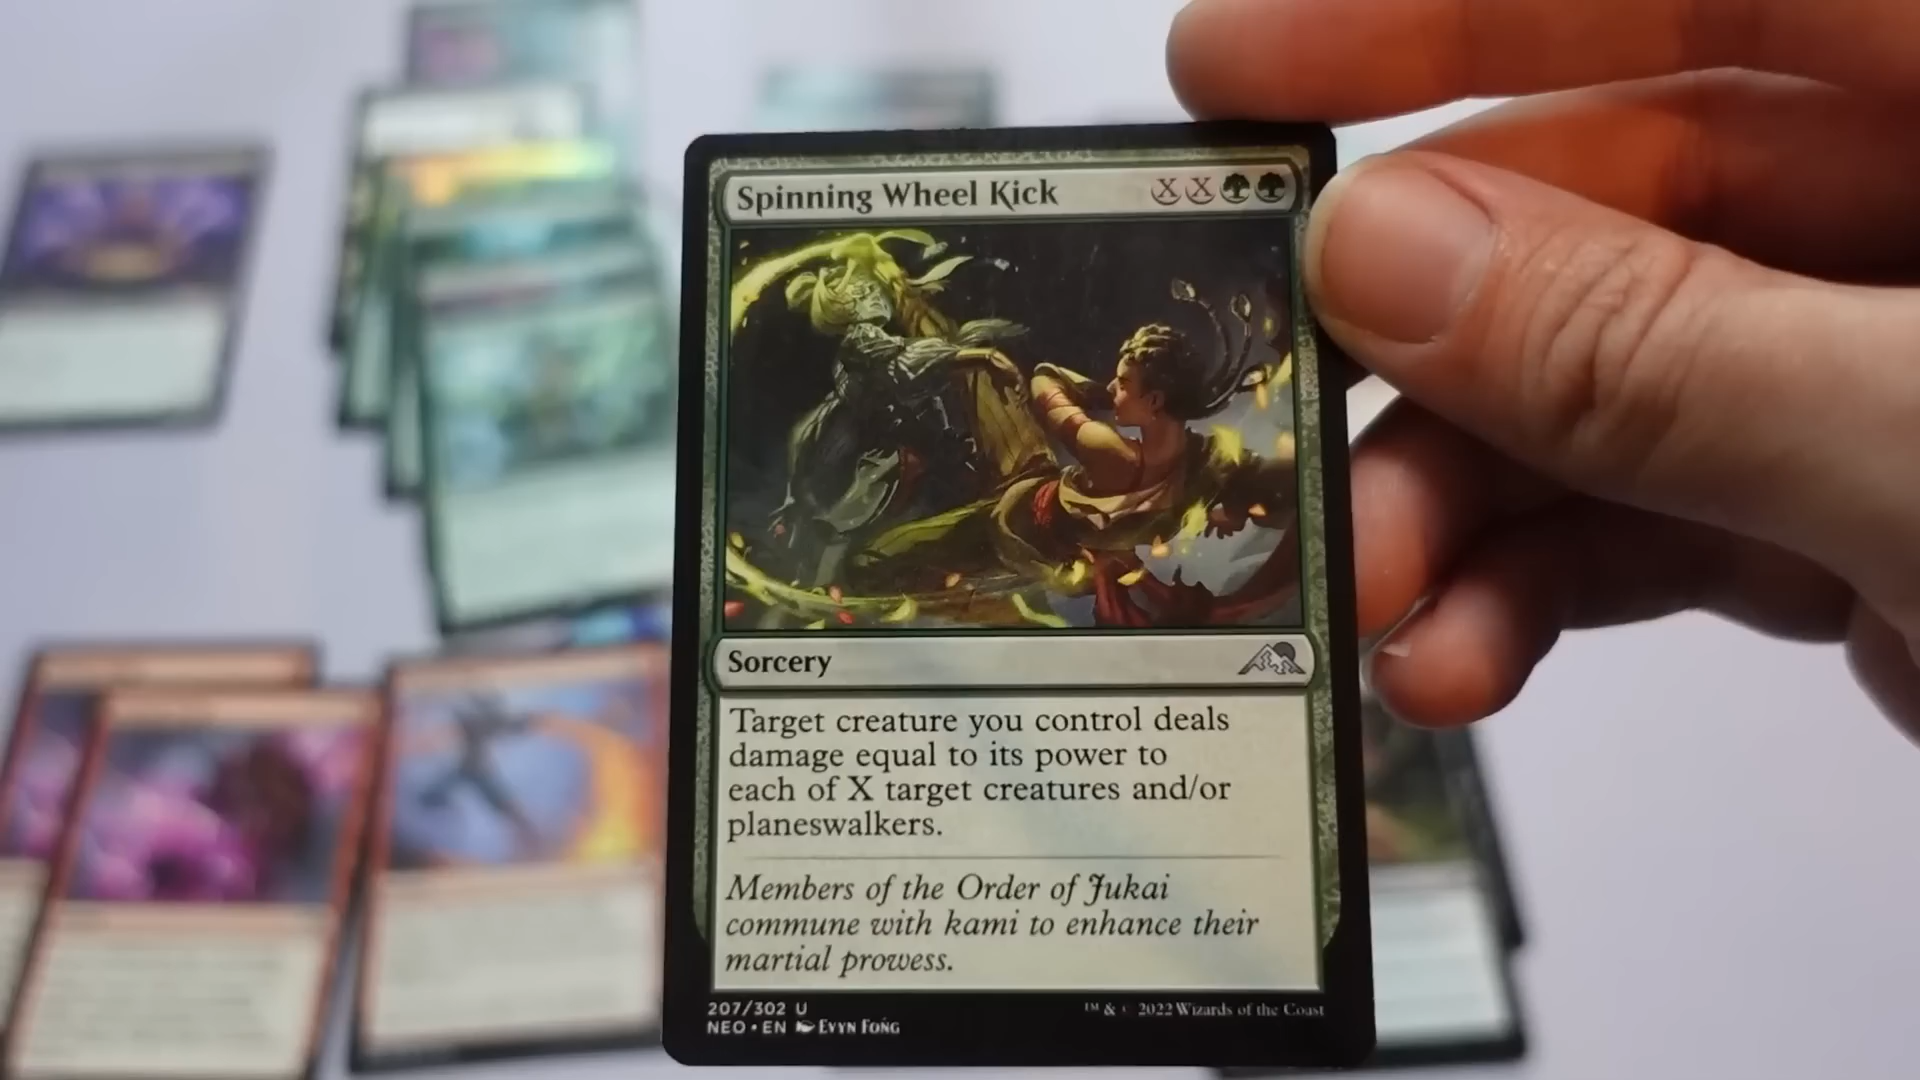 Spinning Wheel Kick XX
Sorcery
Target creature you control deals
damage equal to its power to
each of X target creatures and/or
planeswalkers.
Members of the Order of Jukai
commune with kami to enhance their
martial prowess.
207/302 U
™ & © 2022 Wizards of the Coast
NEO • EN Evyn Fong